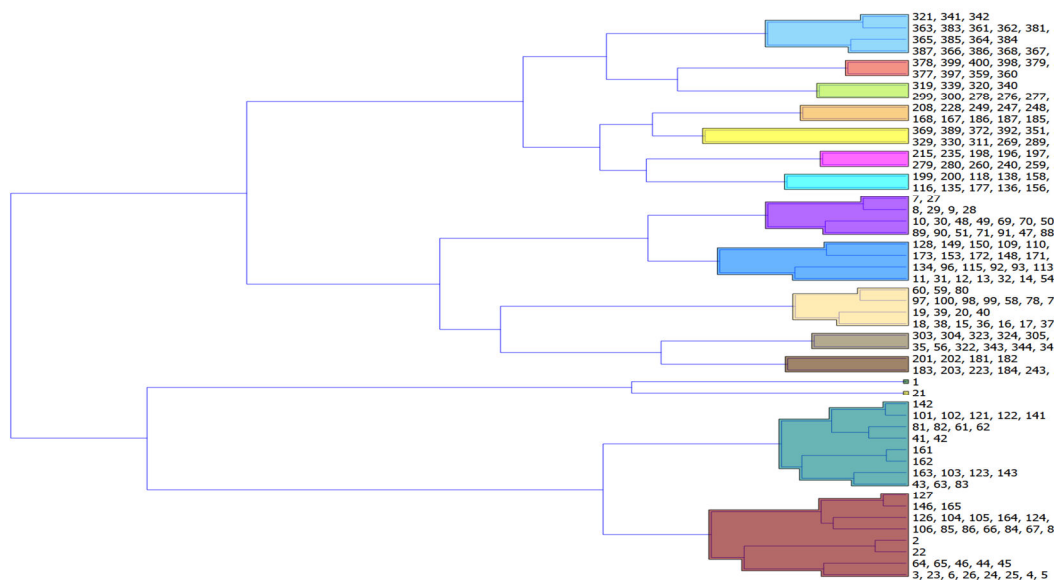 321, 341, 342
363, 383, 361, 362, 381,
365, 385, 364, 384
387, 366, 386, 368, 367,
378, 399, 400, 398, 379,
377, 397, 359, 360
319, 339, 320, 340
299, 300, 278, 276, 277,
208, 228, 249, 247, 248,
168, 167, 186, 187, 185,
369, 389, 372, 392, 351,
329, 330, 311, 269, 289,
215, 235, 198, 196, 197,
279, 280, 260, 240, 259,
199, 200, 118, 138, 158,
116, 135, 177, 136, 156,
7, 27
8, 29, 9, 28
10, 30, 48, 49, 69, 70, 50
89, 90, 51, 71, 91, 47, 88
128, 149, 150, 109, 110,
173, 153, 172, 148, 171,
134, 96, 115, 92, 93, 113
11, 31, 12, 13, 32, 14, 54
60, 59, 80
97, 100, 98, 99, 58, 78, 7
19, 39, 20, 40
18, 38, 15, 36, 16, 17, 37
303, 304, 323, 324, 305,
35, 56, 322, 343, 344, 34
201, 202, 181, 182
183, 203, 223, 184, 243,
1
21
142
101, 102, 121, 122, 141
81, 82, 61, 62
41, 42
161
162
163, 103, 123, 143
43, 63, 83
127
146, 165
126, 104, 105, 164, 124,
106, 85, 86, 66, 84, 67, 8
2
22
64, 65, 46, 44, 45
3, 23, 6, 26, 24, 25, 4, 5